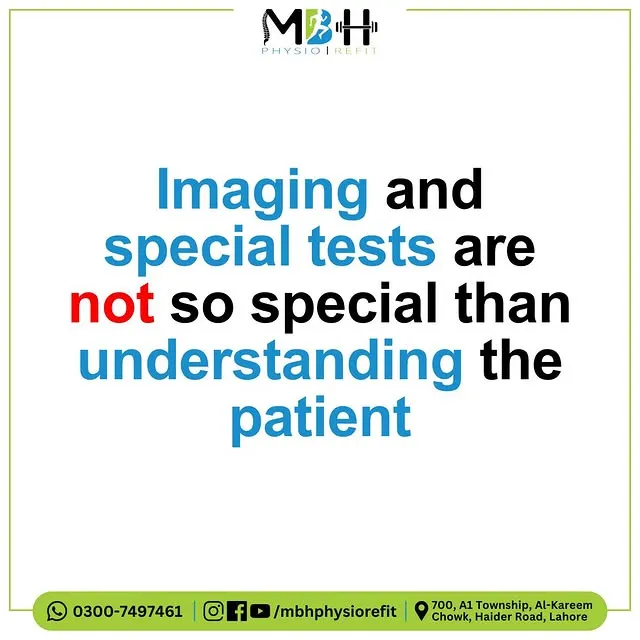 MBH
PHYSIO | REFIT
Imaging and
special tests are
not so special than
understanding the
patient
0300-7497461
/mbhphysiorefit
700, A1 Township, Al-Kareem
Chowk, Haider Road, Lahore